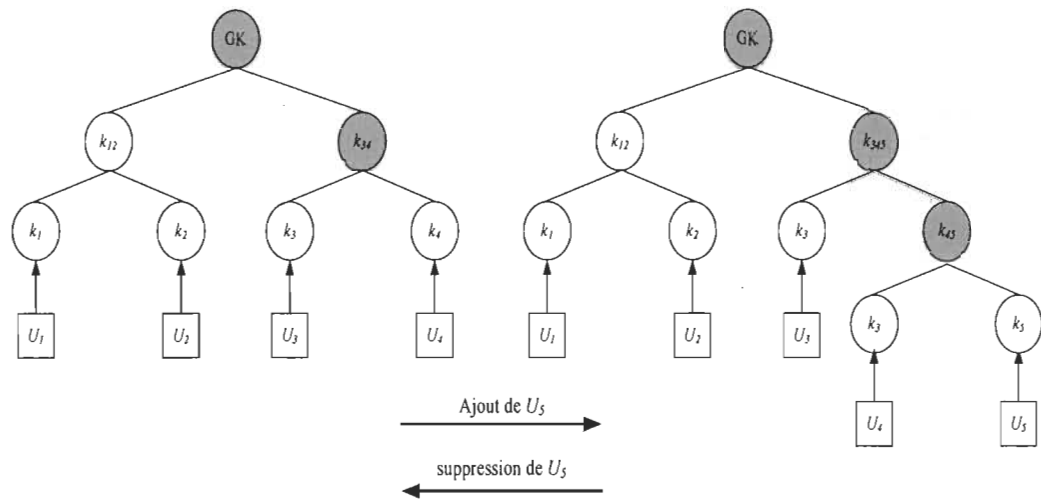 GK
GK
k12
k34
k12
k345
k1
k2
k3
k4
k1
k2
k3
k45
U1
U2
U3
U4
U1
U2
U3
k3
k5
Ajout de U5
U4
U5
suppression de U5